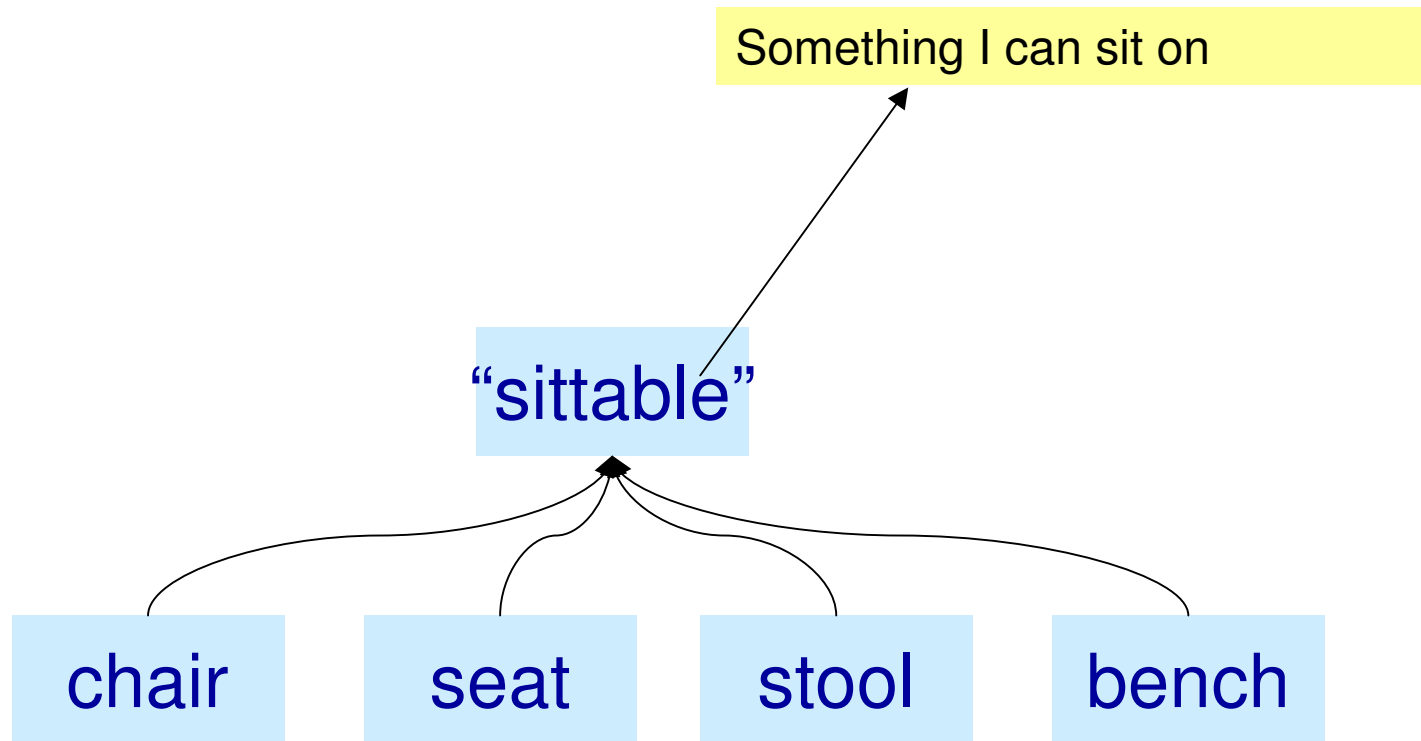 Something I can sit on
“sittable”
chair seat stool bench